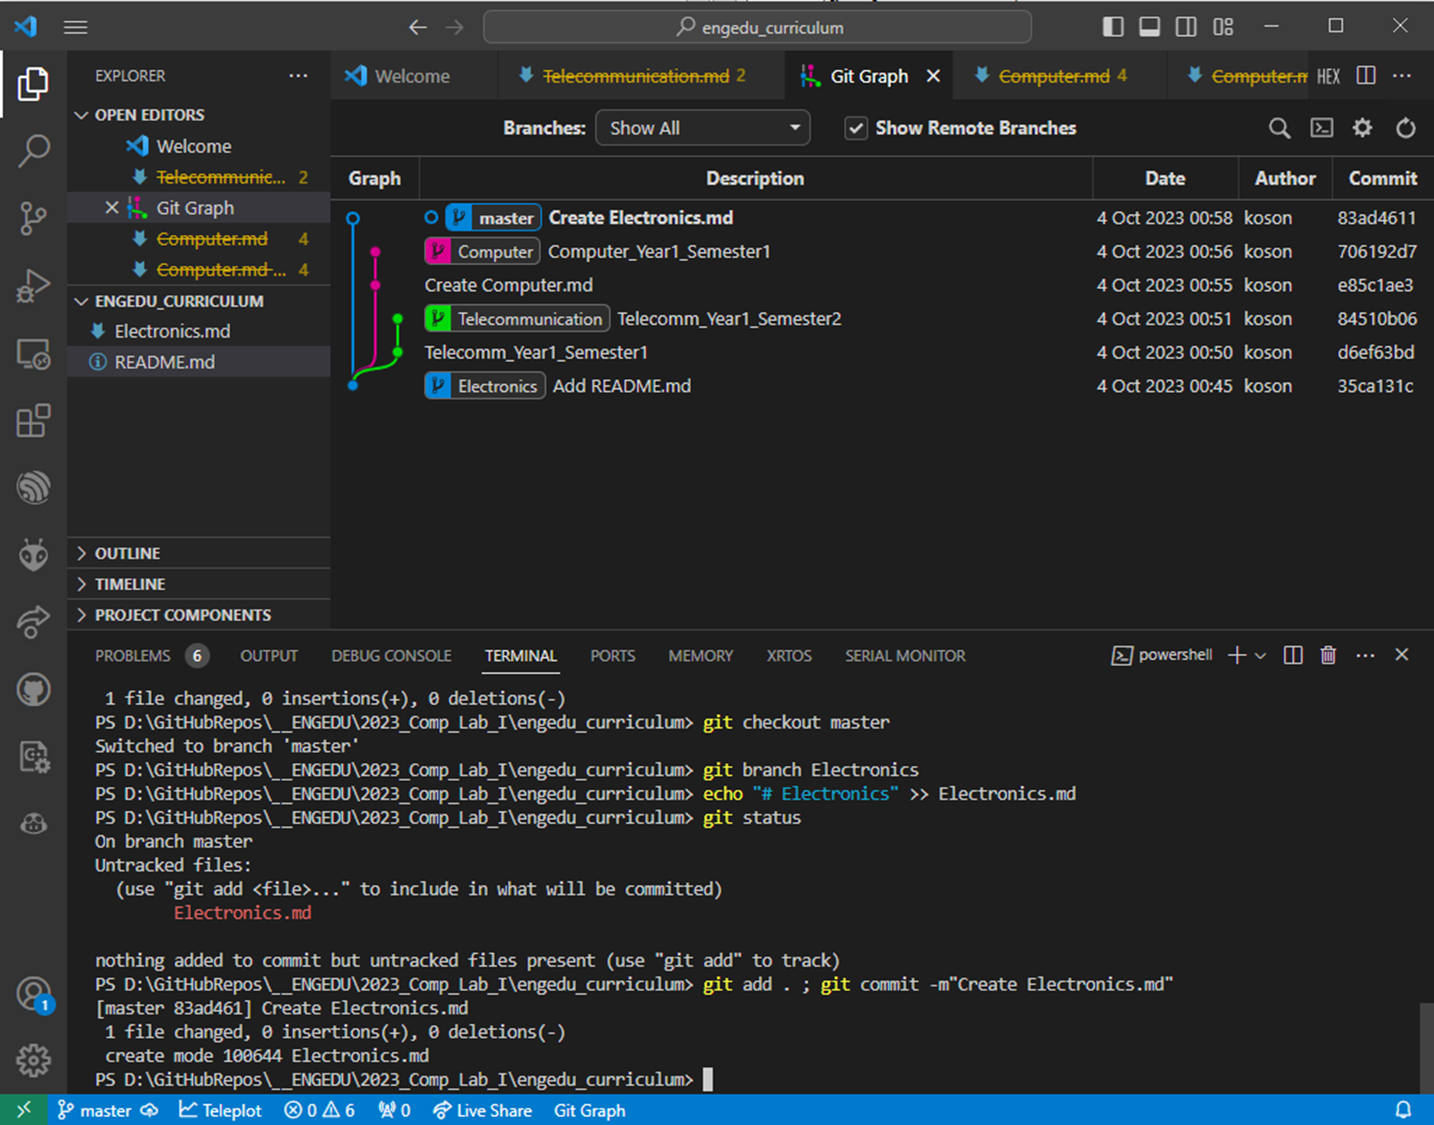 engedu_curriculum
EXPLORER
OPEN EDITORS
Welcome
Telecommunic... 2
Git Graph
Computer.md 4
Computer.md ... 4
ENGEDU_CURRICULUM
Electronics.md
README.md
OUTLINE
TIMELINE
PROJECT COMPONENTS
Welcome Telecommunication.md 2 Git Graph Computer.md 4 Computer.m HEX
Branches: Show All Show Remote Branches
Graph Description Date Author Commit
master Create Electronics.md 4 Oct 2023 00:58 koson 83ad4611
Computer Computer_Year1_Semester1 4 Oct 2023 00:56 koson 706192d7
Create Computer.md 4 Oct 2023 00:55 koson e85c1ae3
Telecommunication Telecomm_Year1_Semester2 4 Oct 2023 00:51 koson 84510b06
Telecomm_Year1_Semester1 4 Oct 2023 00:50 koson d6ef63bd
Electronics Add README.md 4 Oct 2023 00:45 koson 35ca131c
PROBLEMS 6 OUTPUT DEBUG CONSOLE TERMINAL PORTS MEMORY XRTOS SERIAL MONITOR powershell
1 file changed, 0 insertions(+), 0 deletions(-)
PS D:\GitHubRepos\__ENGEDU\2023_Comp_Lab_I\engedu_curriculum> git checkout master
Switched to branch 'master'
PS D:\GitHubRepos\__ENGEDU\2023_Comp_Lab_I\engedu_curriculum> git branch Electronics
PS D:\GitHubRepos\__ENGEDU\2023_Comp_Lab_I\engedu_curriculum> echo "# Electronics" >> Electronics.md
PS D:\GitHubRepos\__ENGEDU\2023_Comp_Lab_I\engedu_curriculum> git status
On branch master
Untracked files:
(use "git add <file>..." to include in what will be committed)
Electronics.md
nothing added to commit but untracked files present (use "git add" to track)
PS D:\GitHubRepos\__ENGEDU\2023_Comp_Lab_I\engedu_curriculum> git add . ; git commit -m"Create Electronics.md"
[master 83ad461] Create Electronics.md
1 file changed, 0 insertions(+), 0 deletions(-)
create mode 100644 Electronics.md
PS D:\GitHubRepos\__ENGEDU\2023_Comp_Lab_I\engedu_curriculum>
1
master Teleplot 0 6 0 Live Share Git Graph